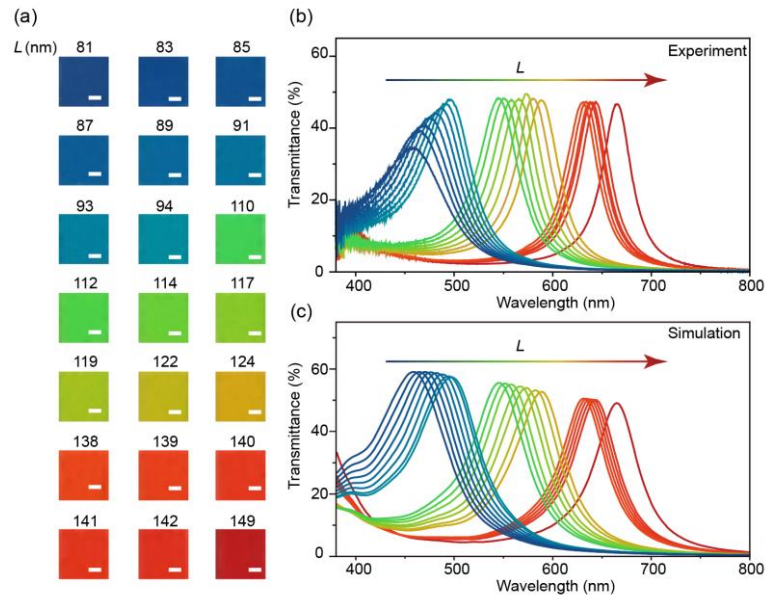 (a)
L (nm) 81 83 85
87 89 91
93 94 110
112 114 117
119 122 124
138 139 140
141 142 149
(b)
60
40
20
0
Transmittance (%)
L
Experiment
400 500 600 700 800
Wavelength (nm)
(c)
60
40
20
0
Transmittance (%)
L
Simulation
400 500 600 700 800
Wavelength (nm)